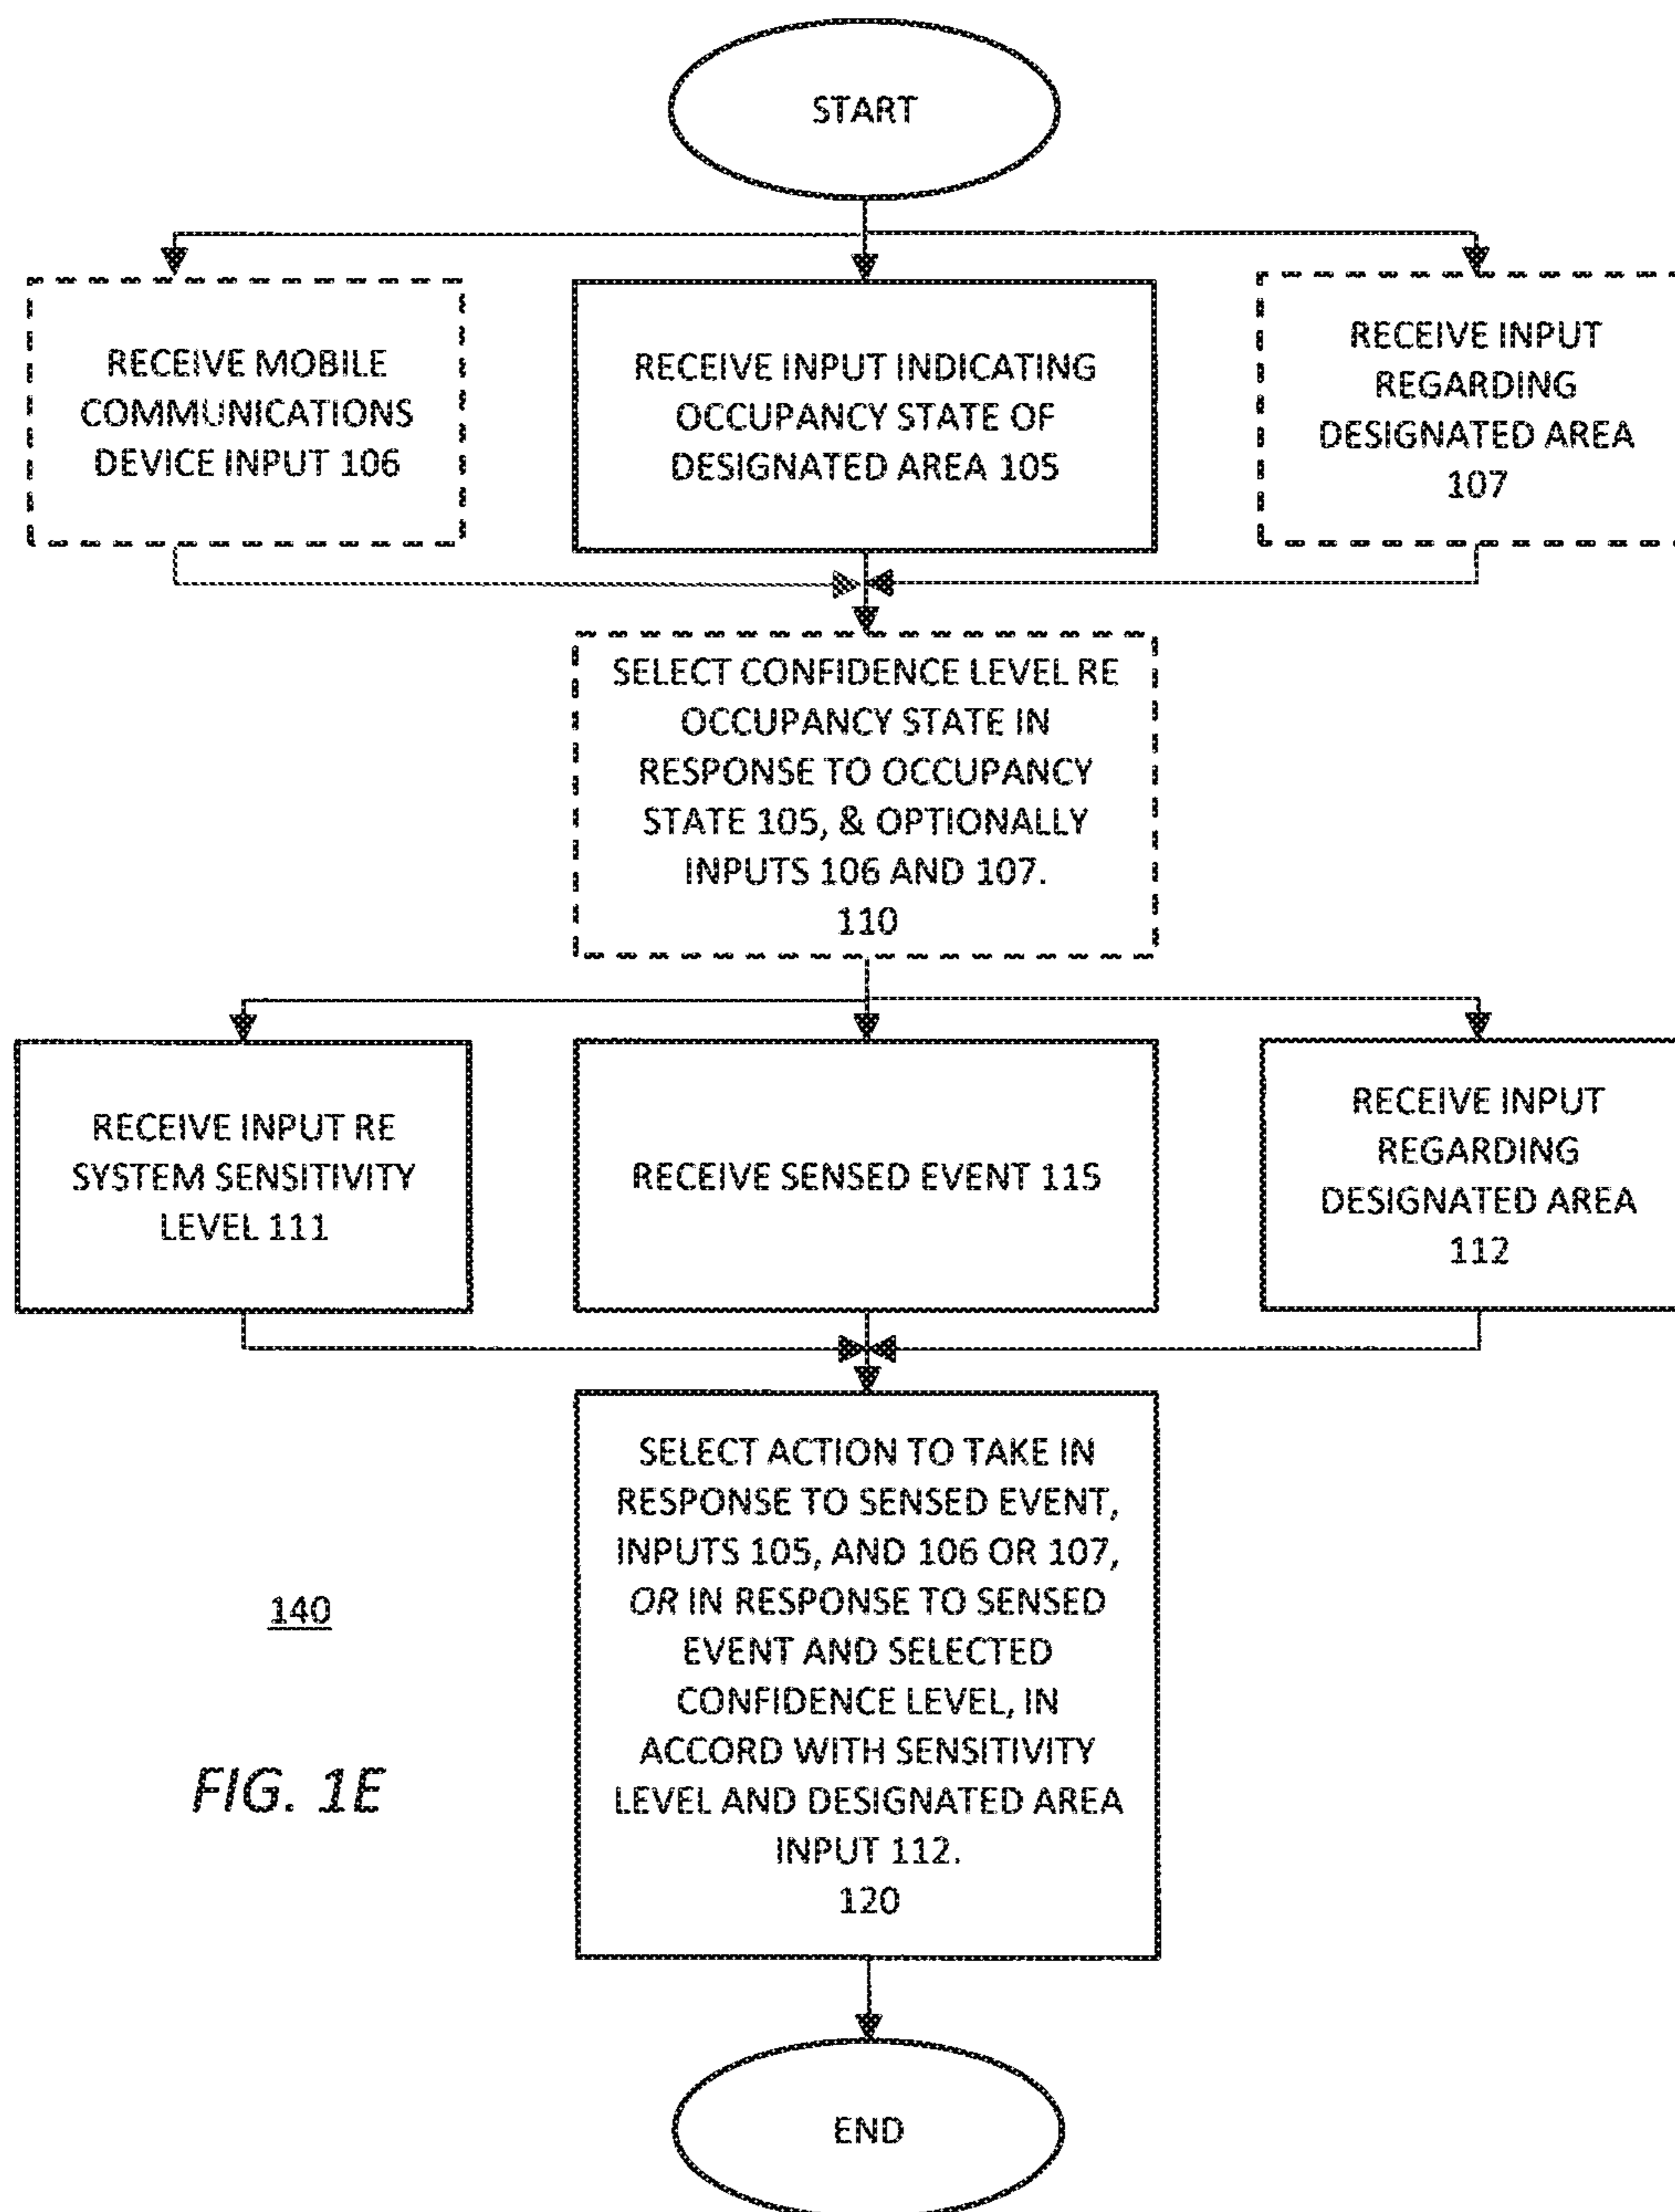 START
RECEIVE MOBILE
COMMUNICATIONS
DEVICE INPUT 106
RECEIVE INPUT INDICATING
OCCUPANCY STATE OF
DESIGNATED AREA 105
RECEIVE INPUT
REGARDING
DESIGNATED AREA
107
SELECT CONFIDENCE LEVEL RE
OCCUPANCY STATE IN
RESPONSE TO OCCUPANCY
STATE 105, & OPTIONALLY
INPUTS 106 AND 107.
110
RECEIVE INPUT RE
SYSTEM SENSITIVITY
LEVEL 111
RECEIVE SENSED EVENT 115
RECEIVE INPUT
REGARDING
DESIGNATED AREA
112
SELECT ACTION TO TAKE IN
RESPONSE TO SENSED EVENT,
INPUTS 105, AND 106 OR 107,
OR IN RESPONSE TO SENSED
EVENT AND SELECTED
CONFIDENCE LEVEL, IN
ACCORD WITH SENSITIVITY
LEVEL AND DESIGNATED AREA
INPUT 112.
120
140
FIG. 1E
END